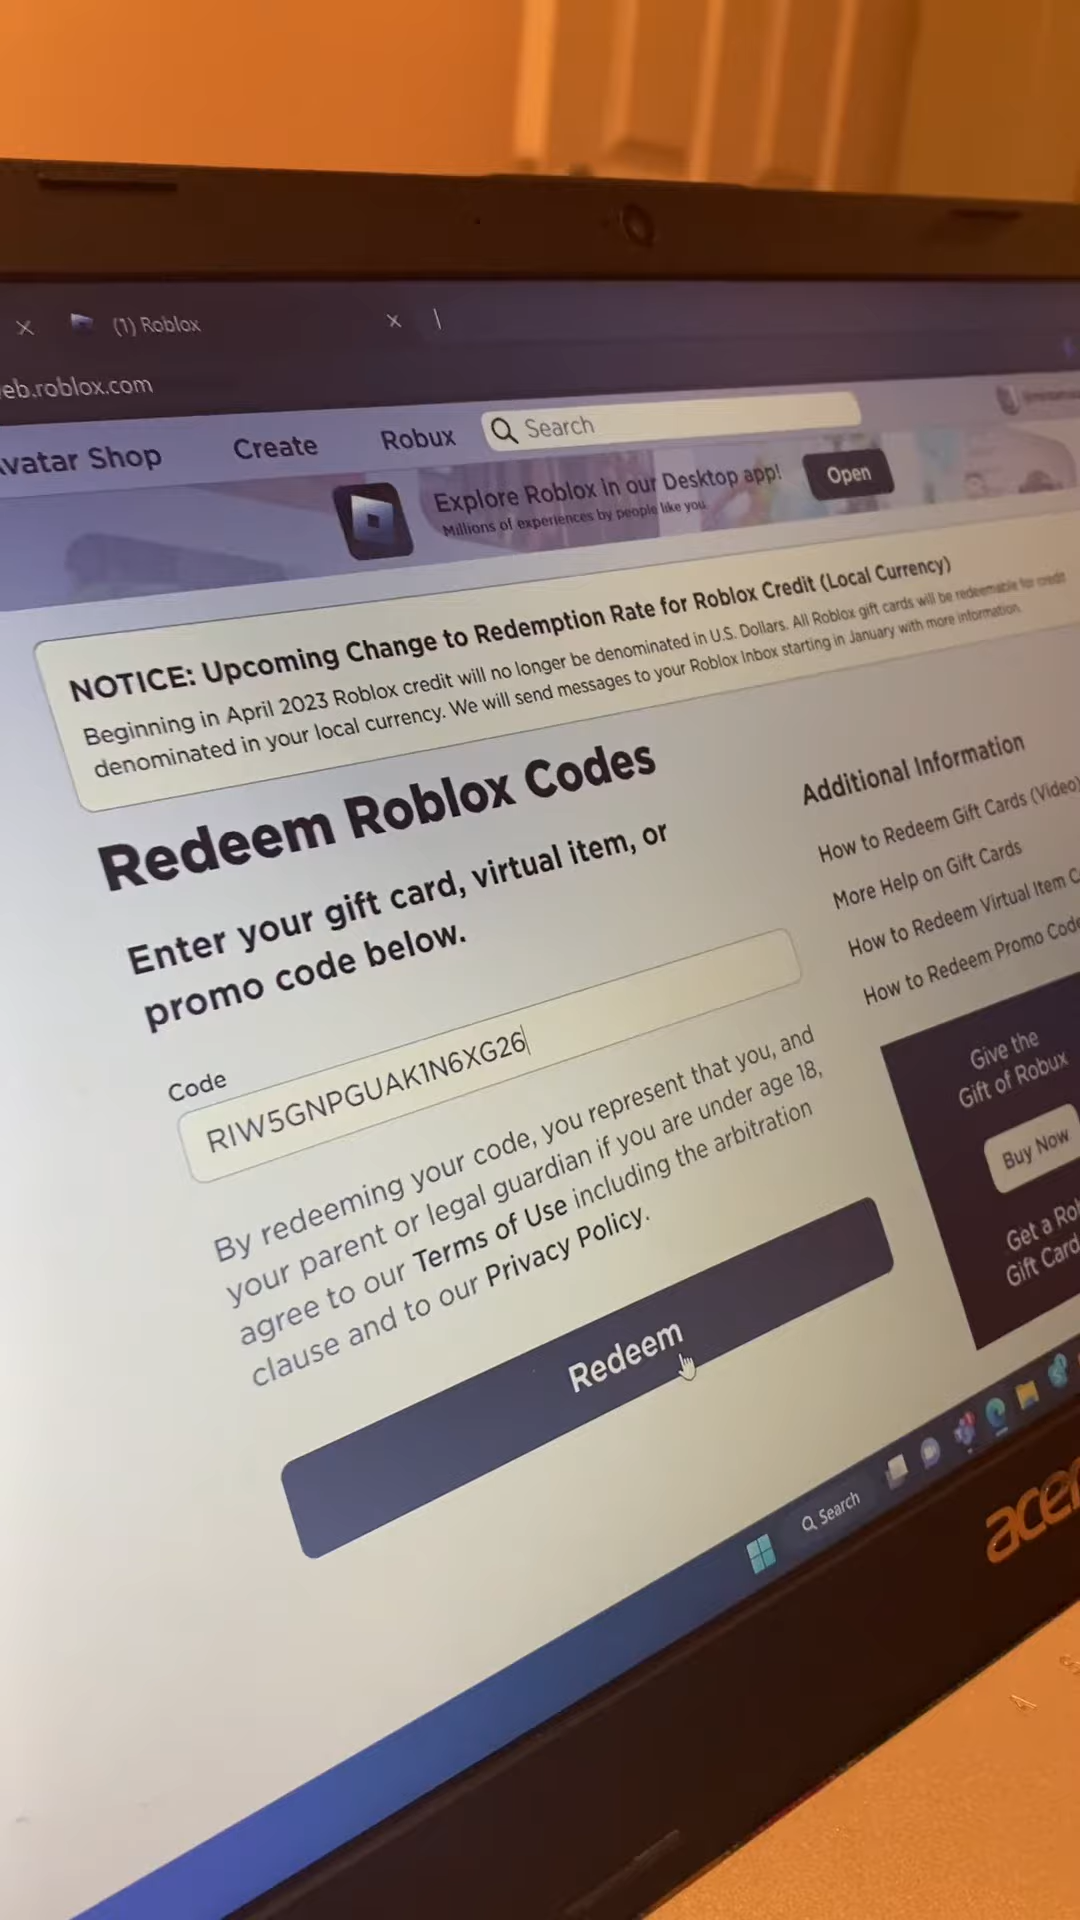 (1) Roblox
eb.roblox.com
Avatar Shop
Create
Robux
Search
Explore Roblox in our Desktop app!
Millions of experiences by people like you
Open
NOTICE: Upcoming Change to Redemption Rate for Roblox Credit (Local Currency)
Beginning in April 2023 Roblox credit will no longer be denominated in U.S. Dollars. All Roblox gift cards will be redeemable for credit
denominated in your local currency. We will send messages to your Roblox Inbox starting in January with more information.
Redeem Roblox Codes
Enter your gift card, virtual item, or
promo code below.
Code
RIW5GNPGUAK1N6XG26
By redeeming your code, you represent that you, and
your parent or legal guardian if you are under age 18,
agree to our Terms of Use including the arbitration
clause and to our Privacy Policy.
Redeem
Additional Information
How to Redeem Gift Cards (Video)
More Help on Gift Cards
How to Redeem Virtual Item C
How to Redeem Promo Code
Give the
Gift of Robux
Buy Now
Get a Ro
Gift Card
Search
acer
A
S